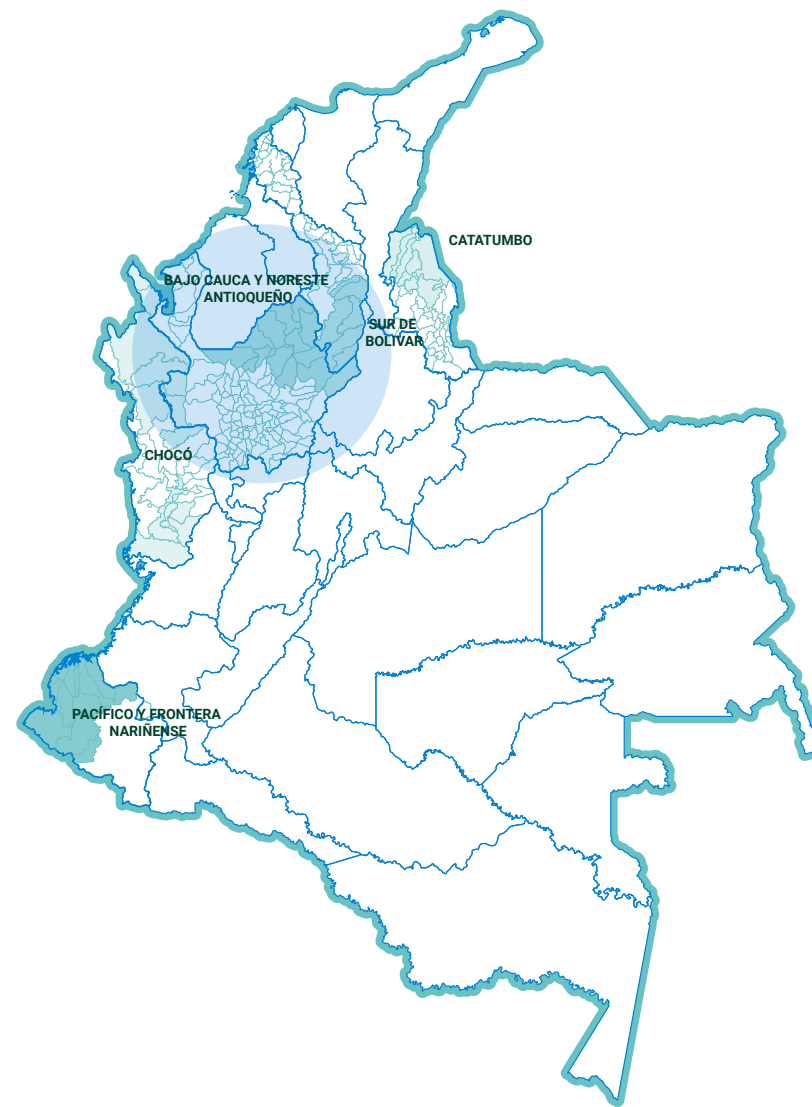 CATATUMBO
BAJO CAUCA Y NORESTE
ANTIOQUEÑO
SUR DE
BOLIVAR
CHOCÓ
PACÍFICO Y FRONTERA
NARIÑENSE